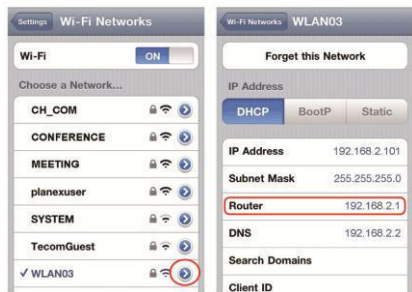 Settings Wi-Fi Networks
Wi-Fi ON
Choose a Network...
CH_COM
CONFERENCE
MEETING
planexuser
SYSTEM
TecomGuest
✓ WLAN03
Wi-Fi Networks WLAN03
Forget this Network
IP Address
DHCP BootP Static
IP Address 192.168.2.101
Subnet Mask 255.255.255.0
Router 192.168.2.1
DNS 192.168.2.2
Search Domains
Client ID